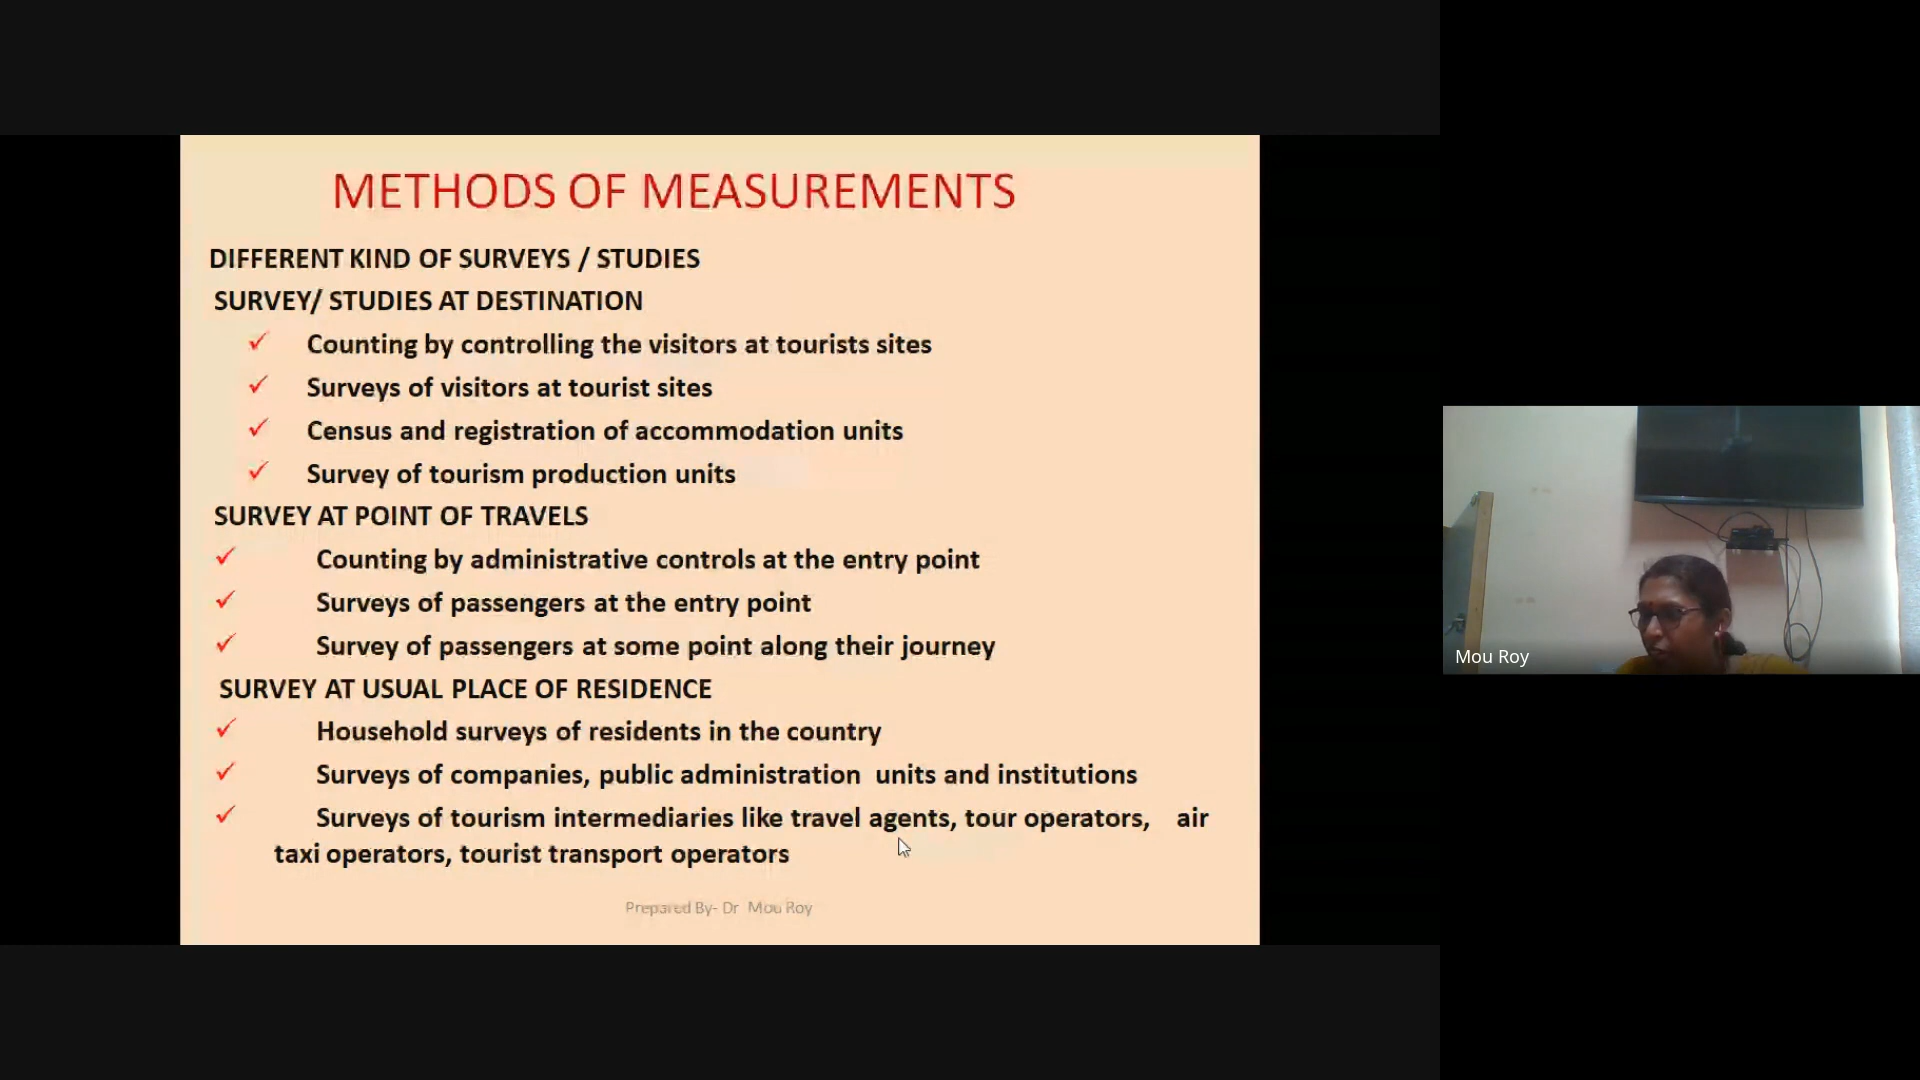 METHODS OF MEASUREMENTS
DIFFERENT KIND OF SURVEYS / STUDIES
SURVEY/ STUDIES AT DESTINATION
✓ Counting by controlling the visitors at tourists sites
✓ Surveys of visitors at tourist sites
✓ Census and registration of accommodation units
✓ Survey of tourism production units
SURVEY AT POINT OF TRAVELS
✓ Counting by administrative controls at the entry point
✓ Surveys of passengers at the entry point
✓ Survey of passengers at some point along their journey
SURVEY AT USUAL PLACE OF RESIDENCE
✓ Household surveys of residents in the country
✓ Surveys of companies, public administration units and institutions
✓ Surveys of tourism intermediaries like travel agents, tour operators, air
taxi operators, tourist transport operators
Prepared By- Dr Mou Roy
Mou Roy